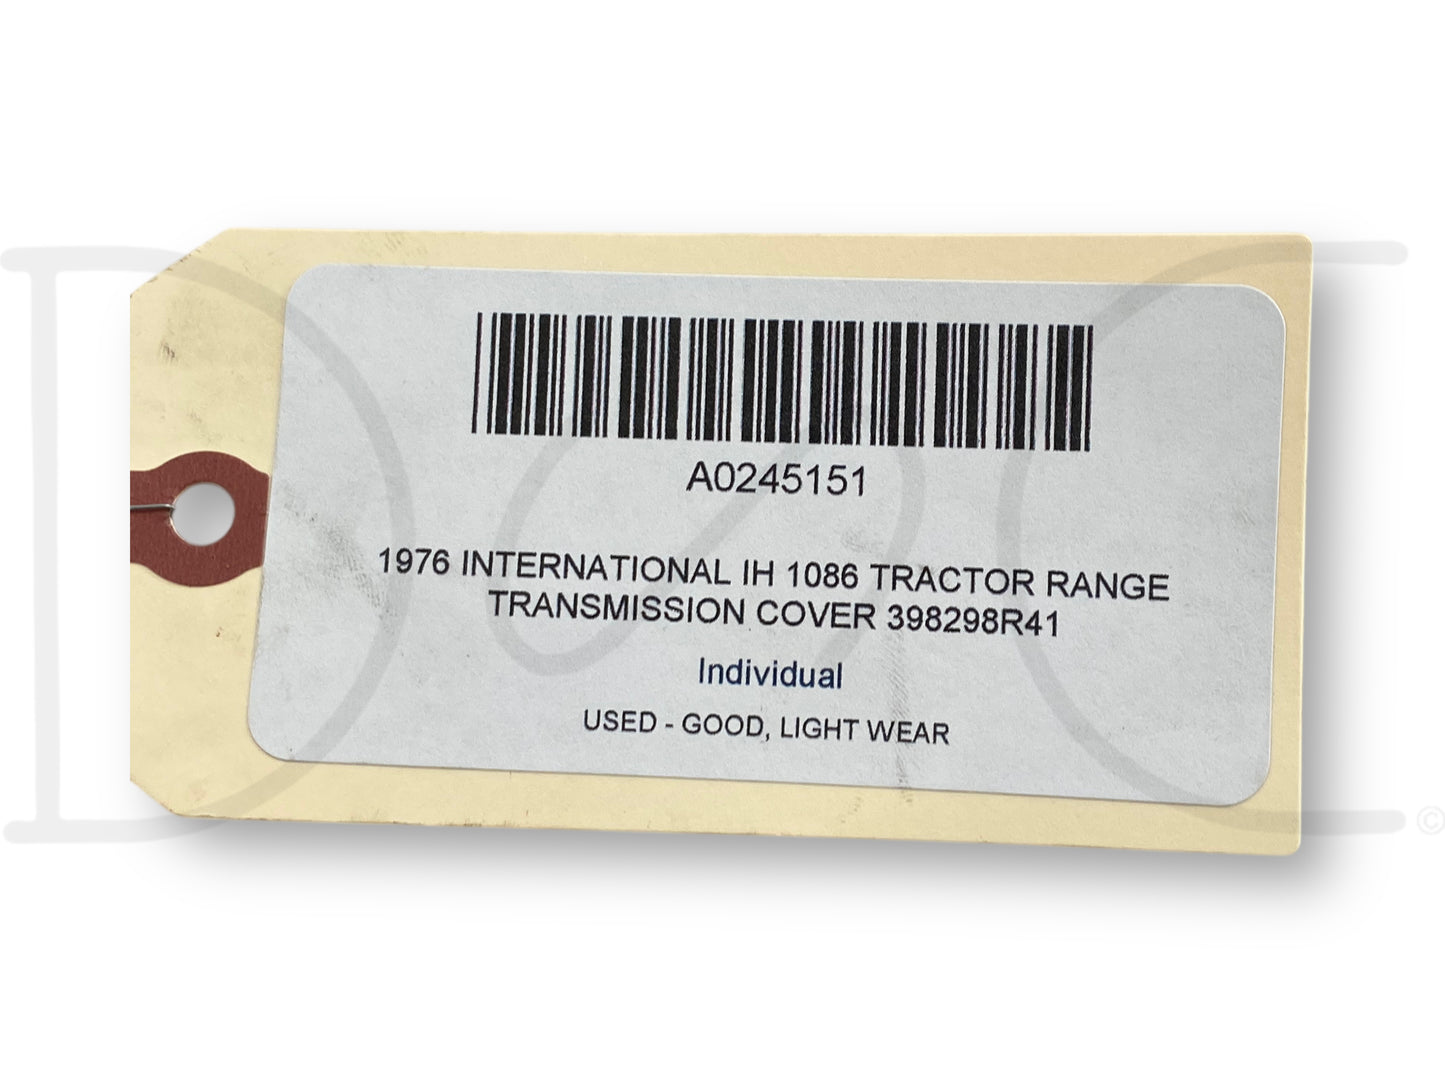 A0245151
1976 INTERNATIONAL IH 1086 TRACTOR RANGE
TRANSMISSION COVER 398298R41
Individual
USED - GOOD, LIGHT WEAR
©